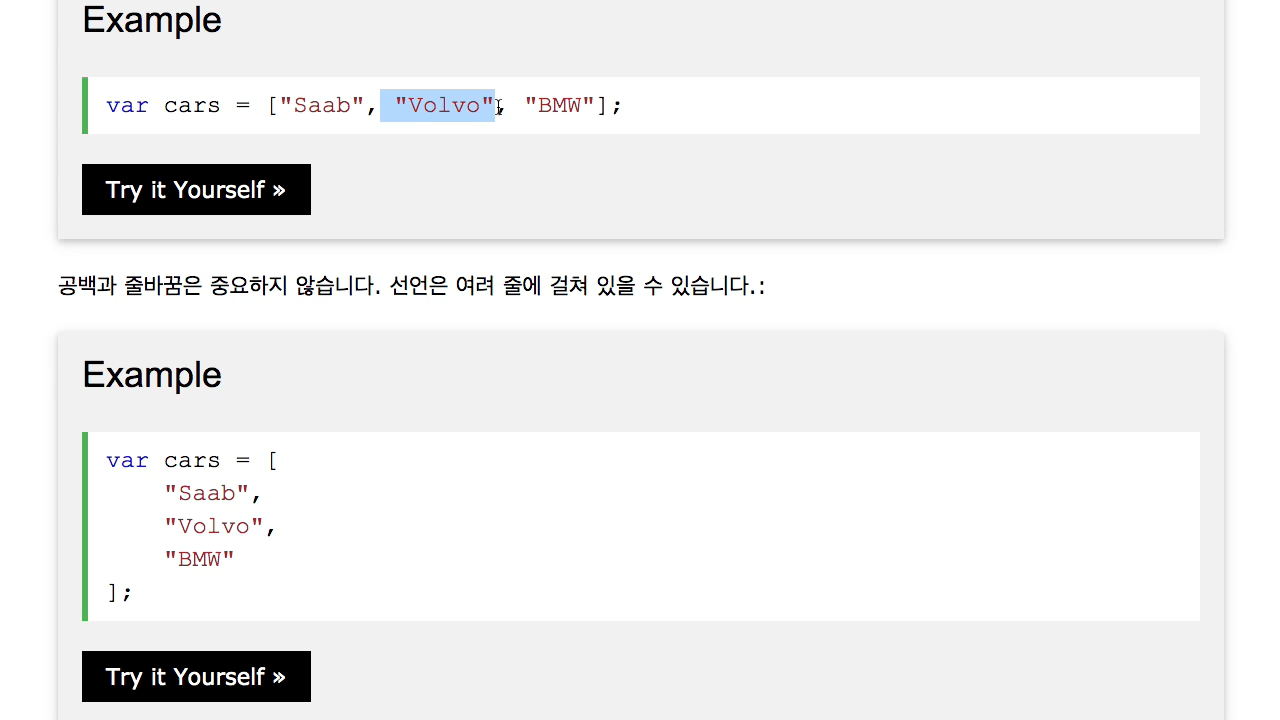 Example
var cars = ["Saab", "Volvo", "BMW"];
Try it Yourself »
공백과 줄바꿈은 중요하지 않습니다. 선언은 여려 줄에 걸쳐 있을 수 있습니다.:
Example
var cars = [
    "Saab",
    "Volvo",
    "BMW"
];
Try it Yourself »